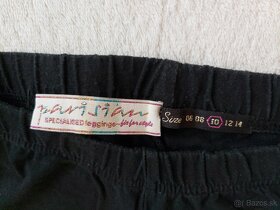 parisian
SPECIALISED leggings
Size 06 08 10 12 14
bazos.sk